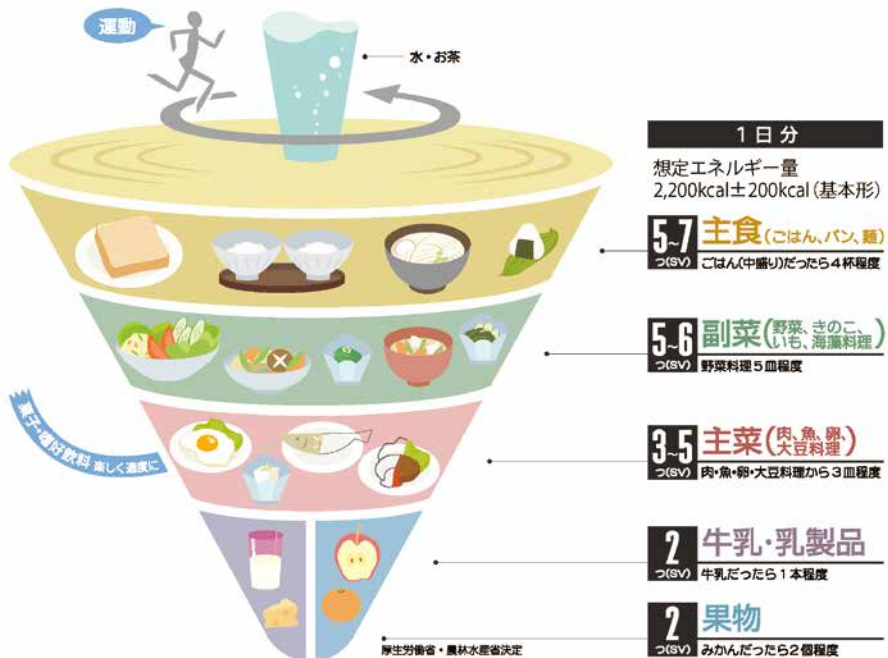 運動
水・お茶
1日分
想定エネルギー量
2,200kcal±200kcal(基本形)
5~7
つ(SV)
主食(ごはん、パン、麺)
ごはん(中盛り)だったら4杯程度
5~6
つ(SV)
副菜(野菜、きのこ、
いも、海藻料理)
野菜料理5皿程度
3~5
つ(SV)
主菜(肉、魚、卵、
大豆料理)
肉・魚・卵・大豆料理から3皿程度
菓子・嗜好飲料 楽しく適度に
2
つ(SV)
牛乳・乳製品
牛乳だったら1本程度
2
つ(SV)
果物
みかんだったら2個程度
厚生労働省・農林水産省決定